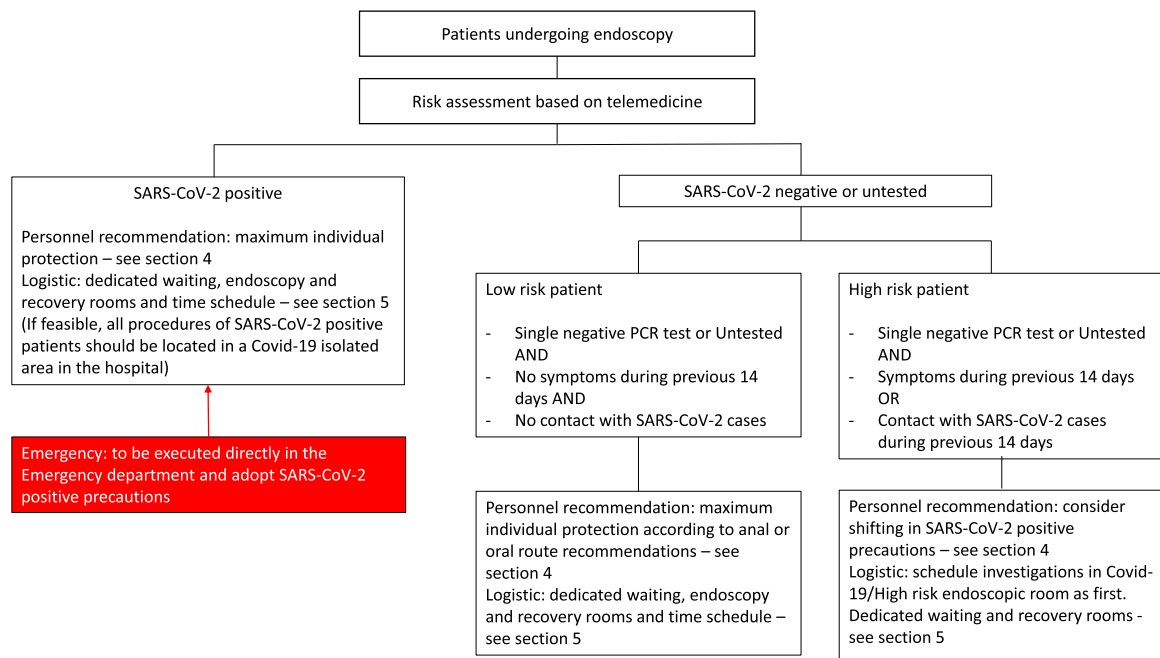 Patients undergoing endoscopy
Risk assessment based on telemedicine
SARS-CoV-2 positive
Personnel recommendation: maximum individual
protection – see section 4
Logistic: dedicated waiting, endoscopy and
recovery rooms and time schedule – see section 5
(If feasible, all procedures of SARS-CoV-2 positive
patients should be located in a Covid-19 isolated
area in the hospital)
Emergency: to be executed directly in the
Emergency department and adopt SARS-CoV-2
positive precautions
SARS-CoV-2 negative or untested
Low risk patient
- Single negative PCR test or Untested
AND
- No symptoms during previous 14
days AND
- No contact with SARS-CoV-2 cases
Personnel recommendation: maximum
individual protection according to anal or
oral route recommendations – see
section 4
Logistic: dedicated waiting, endoscopy
and recovery rooms and time schedule –
see section 5
High risk patient
- Single negative PCR test or Untested
AND
- Symptoms during previous 14 days
OR
- Contact with SARS-CoV-2 cases
during previous 14 days
Personnel recommendation: consider
shifting in SARS-CoV-2 positive
precautions – see section 4
Logistic: schedule investigations in Covid-
19/High risk endoscopic room as first.
Dedicated waiting and recovery rooms -
see section 5